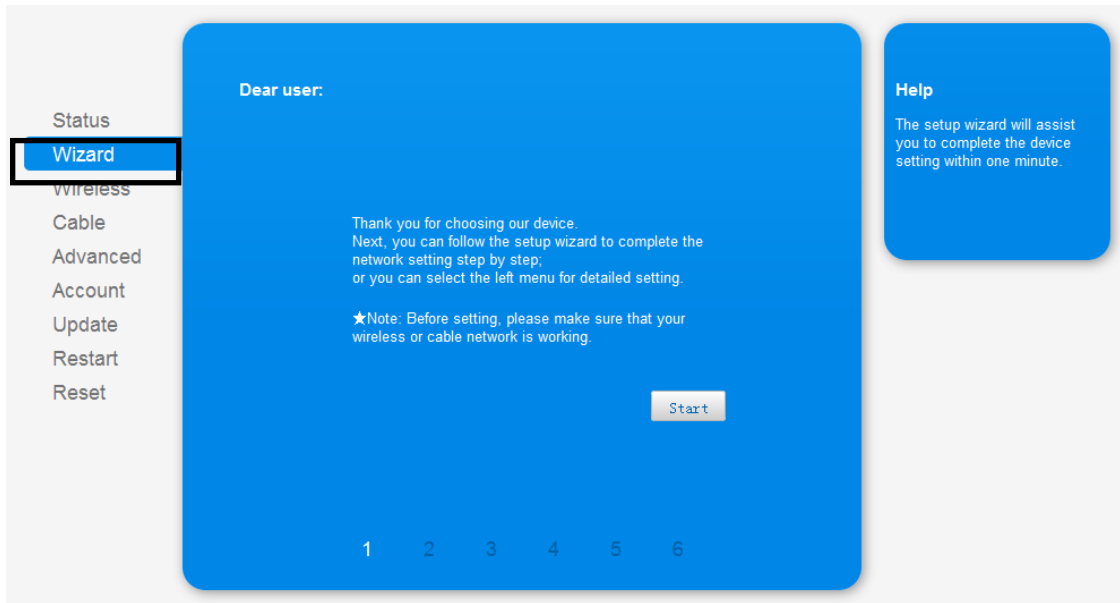 Status
Wizard
Wireless
Cable
Advanced
Account
Update
Restart
Reset
Dear user:
Thank you for choosing our device.
Next, you can follow the setup wizard to complete the
network setting step by step;
or you can select the left menu for detailed setting.
★Note: Before setting, please make sure that your
wireless or cable network is working.
Start
1 2 3 4 5 6
Help
The setup wizard will assist
you to complete the device
setting within one minute.